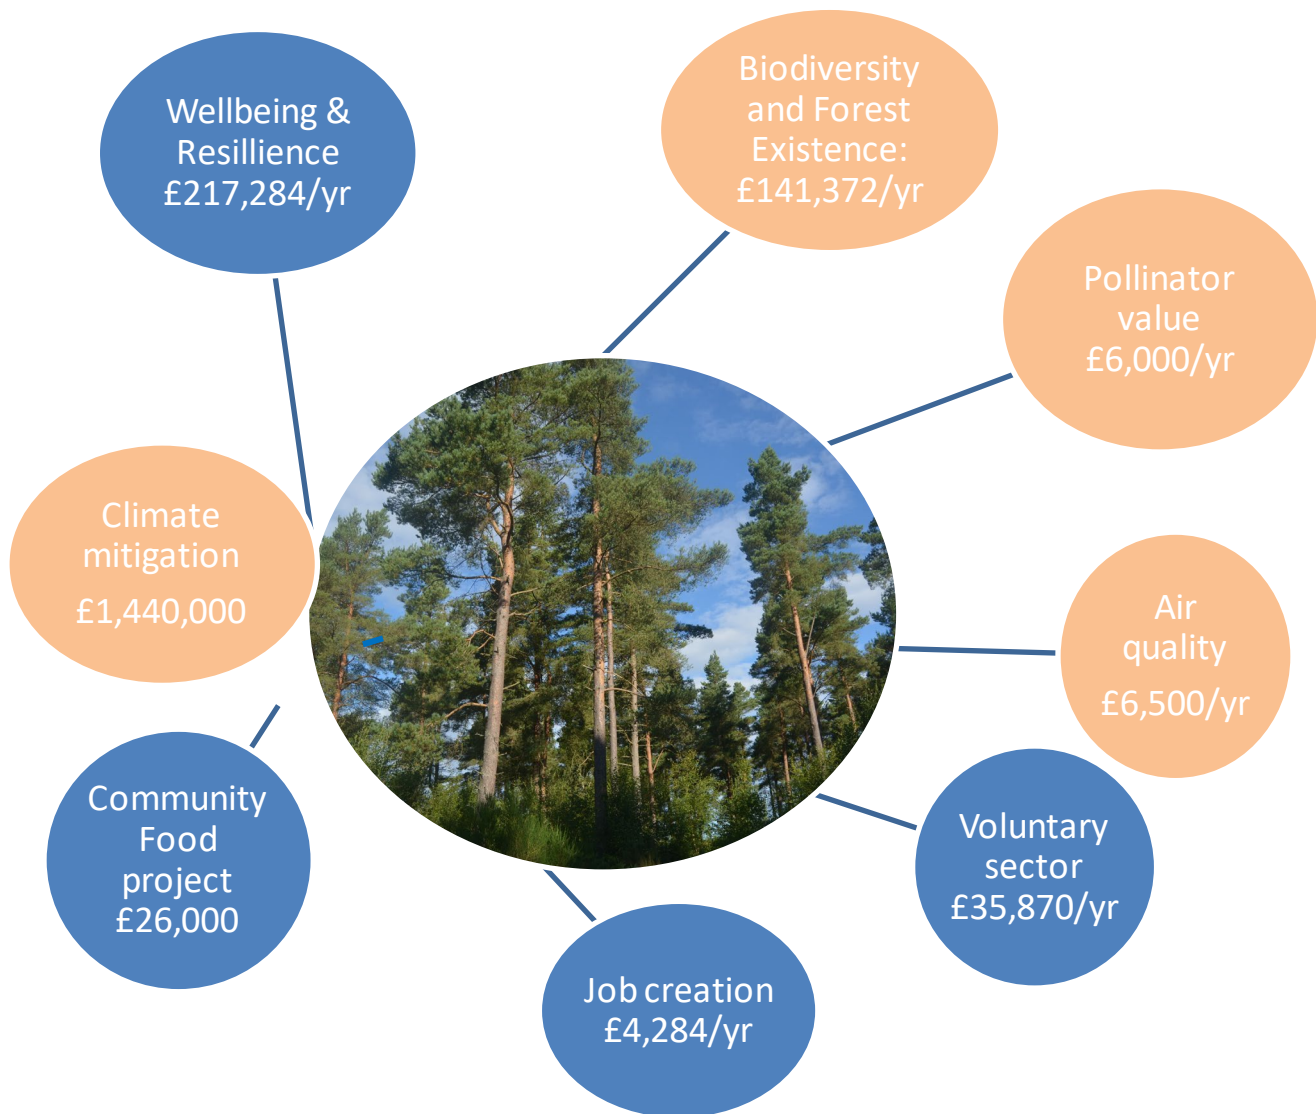 Wellbeing &
Resillience
£217,284/yr
Biodiversity
and Forest
Existence:
£141,372/yr
Pollinator
value
£6,000/yr
Climate
mitigation
£1,440,000
Air
quality
£6,500/yr
Community
Food
project
£26,000
Voluntary
sector
£35,870/yr
Job creation
£4,284/yr